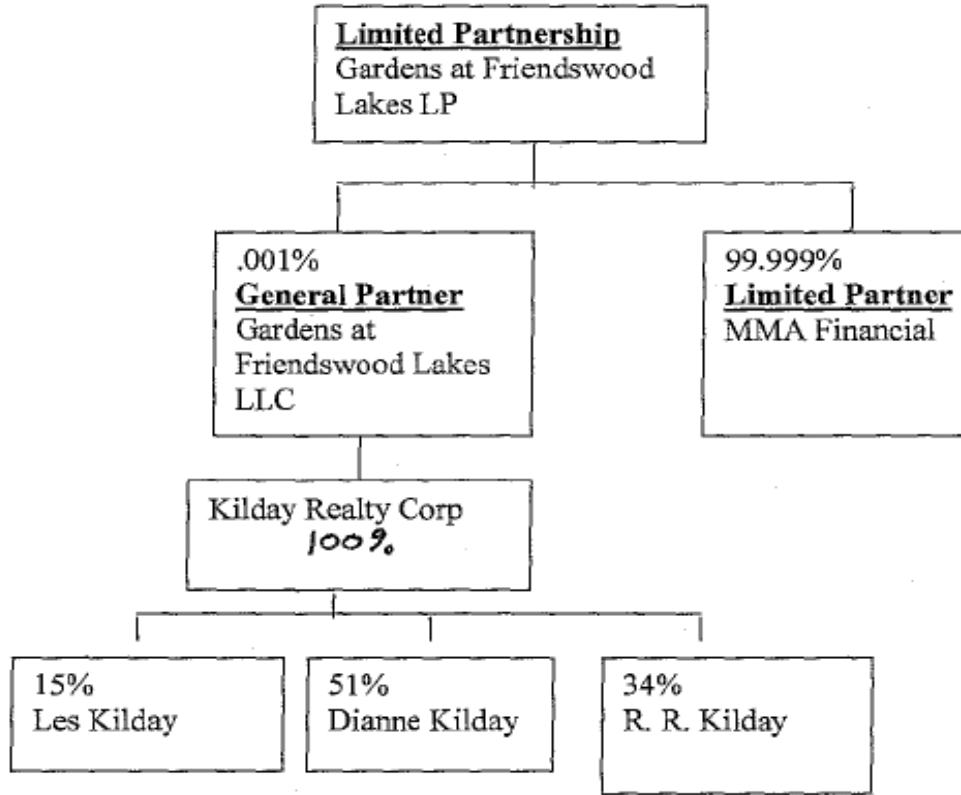 Limited Partnership
Gardens at Friendswood
Lakes LP
.001%
General Partner
Gardens at
Friendswood Lakes
LLC
99.999%
Limited Partner
MMA Financial
Kilday Realty Corp
100%
15%
Les Kilday
51%
Dianne Kilday
34%
R. R. Kilday